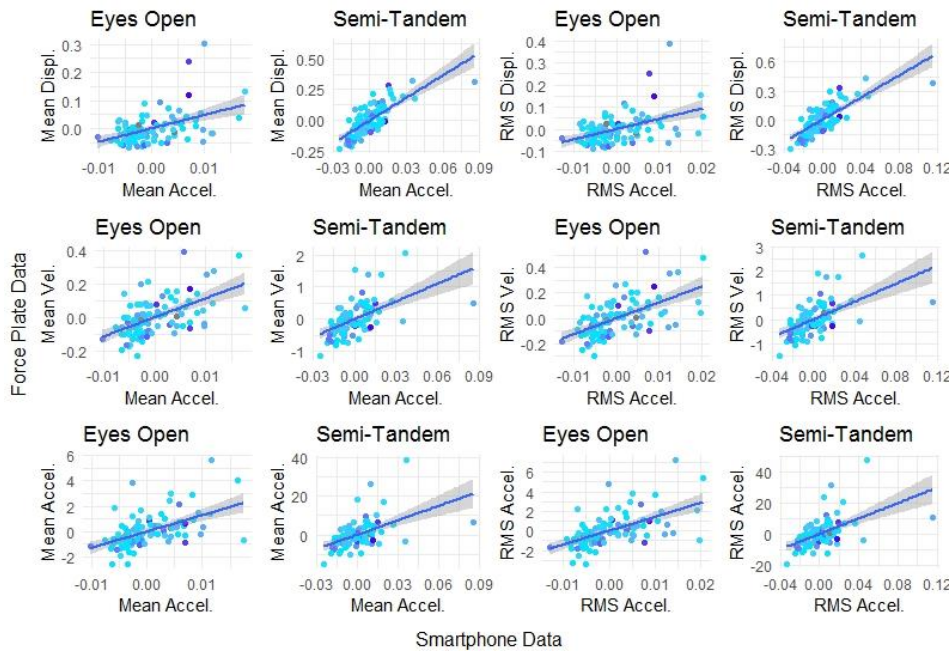 Eyes Open
Semi-Tandem
Eyes Open
Semi-Tandem
Mean Displ.
0.3
0.2
0.1
0.0
-0.01 0.00 0.01
Mean Accel.
Mean Displ.
0.50
0.25
0.00
-0.25
-0.03 0.00 0.03 0.06 0.09
Mean Accel.
RMS Displ.
0.4
0.3
0.2
0.1
0.0
-0.1
-0.01 0.00 0.01 0.02
RMS Accel.
RMS Displ.
0.6
0.3
0.0
-0.3
-0.04 0.00 0.04 0.08 0.12
RMS Accel.
Force Plate Data
Eyes Open
Semi-Tandem
Eyes Open
Semi-Tandem
Mean Vel.
0.4
0.2
0.0
-0.2
-0.01 0.00 0.01
Mean Accel.
Mean Vel.
2
1
0
-1
-0.03 0.00 0.03 0.06 0.09
Mean Accel.
RMS Vel.
0.6
0.4
0.2
0.0
-0.2
-0.01 0.00 0.01 0.02
RMS Accel.
RMS Vel.
3
2
1
0
-1
-0.04 0.00 0.04 0.08 0.12
RMS Accel.
Eyes Open
Semi-Tandem
Eyes Open
Semi-Tandem
Mean Accel.
6
4
2
0
-2
-0.01 0.00 0.01
Mean Accel.
Mean Accel.
40
20
0
-0.03 0.00 0.03 0.06 0.09
Mean Accel.
RMS Accel.
8
6
4
2
0
-2
-0.01 0.00 0.01 0.02
RMS Accel.
RMS Accel.
40
20
0
-20
-0.04 0.00 0.04 0.08 0.12
RMS Accel.
Smartphone Data